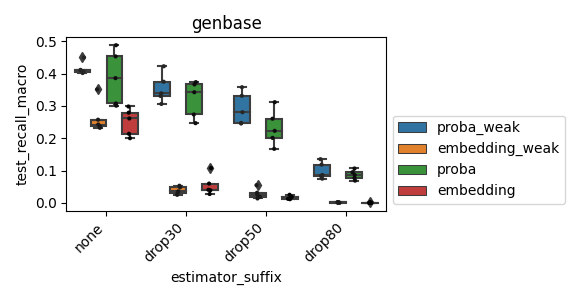 genbase
test_recall_macro
0.5
0.4
0.3
0.2
0.1
0.0
none
drop30
drop50
drop80
estimator_suffix
proba_weak
embedding_weak
proba
embedding